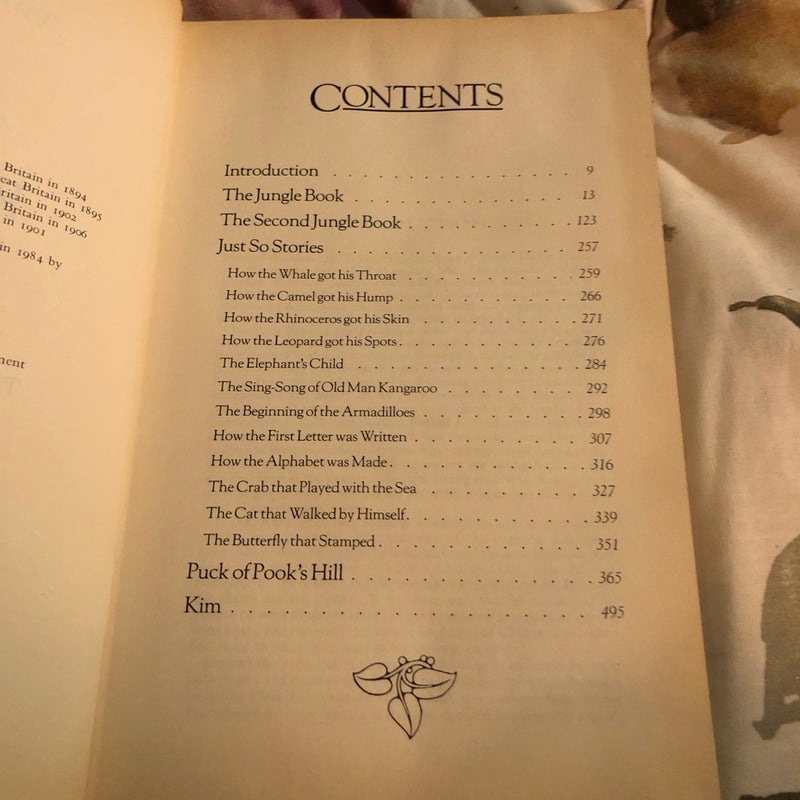 Britain in 1894
eat Britain in 1895
ritain in 1902
Britain in 1906
in 1901
in 1984 by
CONTENTS
Introduction . . . . . . . . . . . . . . . . 9
The Jungle Book . . . . . . . . . . . . . . 13
The Second Jungle Book . . . . . . . . . . 123
Just So Stories . . . . . . . . . . . . . . 257
How the Whale got his Throat . . . . . . . . . 259
How the Camel got his Hump . . . . . . . . . . 266
How the Rhinoceros got his Skin . . . . . . . . 271
How the Leopard got his Spots . . . . . . . . . 276
The Elephant's Child . . . . . . . . . . . . 284
The Sing-Song of Old Man Kangaroo . . . . . . . 292
The Beginning of the Armadilloes . . . . . . . . 298
How the First Letter was Written . . . . . . . . 307
How the Alphabet was Made . . . . . . . . . . 316
The Crab that Played with the Sea . . . . . . . . 327
The Cat that Walked by Himself. . . . . . . . . 339
The Butterfly that Stamped . . . . . . . . . . 351
Puck of Pook's Hill . . . . . . . . . . . . . 365
Kim . . . . . . . . . . . . . . . . . . . 495